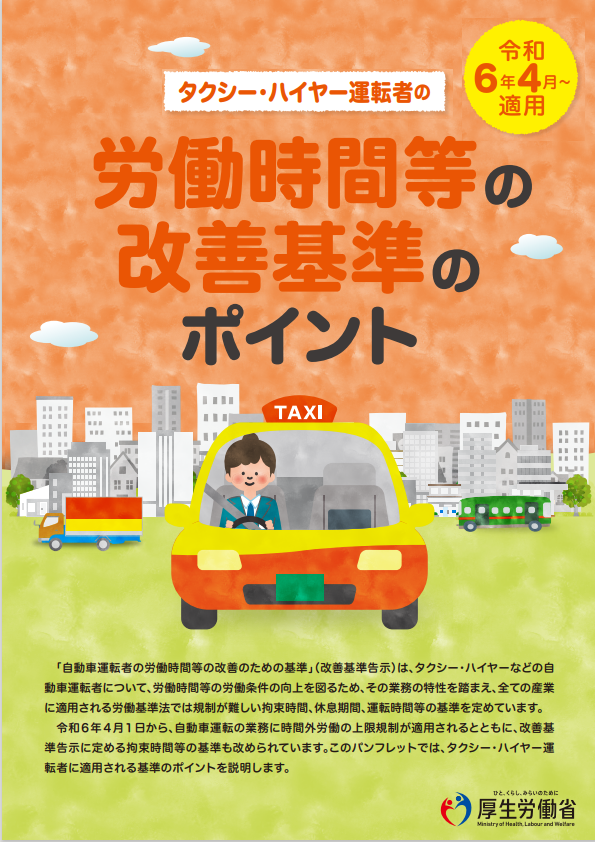 令和
6年4月~
適用
タクシー・ハイヤー運転者の
労働時間等の
改善基準の
ポイント
TAXI
「自動車運転者の労働時間等の改善のための基準」(改善基準告示)は、タクシー・ハイヤーなどの自
動車運転者について、労働時間等の労働条件の向上を図るため、その業務の特性を踏まえ、全ての産業
に適用される労働基準法では規制が難しい拘束時間、休息期間、運転時間等の基準を定めています。
令和6年4月1日から、自動車運転の業務に時間外労働の上限規制が適用されるとともに、改善基
準告示に定める拘束時間等の基準も改められています。このパンフレットでは、タクシー・ハイヤー運
転者に適用される基準のポイントを説明します。
ひと、くらし、みらいのために
厚生労働省
Ministry of Health, Labour and Welfare